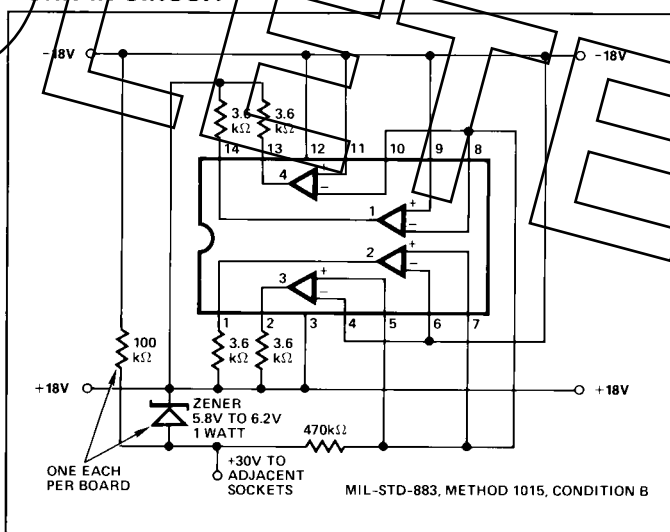 -18V
-18V
3.6
kΩ
3.6
kΩ
14 13 12 11 10 9 8
4 + -
1 + -
2 + -
3 + -
1 2 3 4 5 6 7
100
kΩ
3.6
kΩ
3.6
kΩ
+18V
+18V
ZENER
5.8V TO 6.2V
1 WATT
470kΩ
ONE EACH
PER BOARD
+30V TO
ADJACENT
SOCKETS
MIL-STD-883, METHOD 1015, CONDITION B